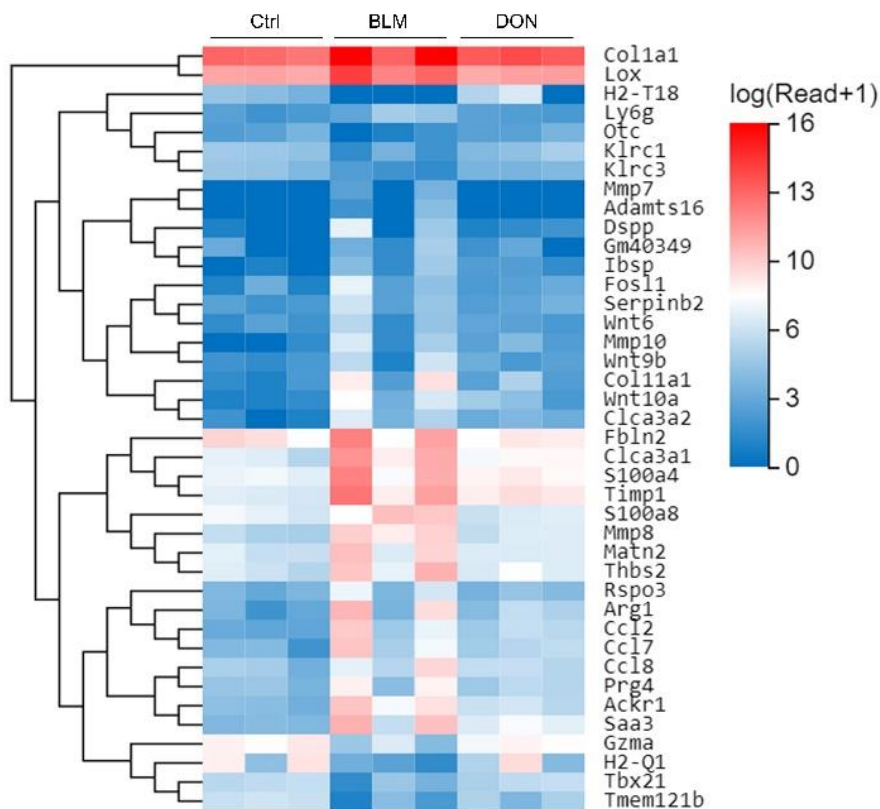 Ctrl BLM DON
Col1a1
Lox
H2-T18
Ly6g
Otc
Klrc1
Klrc3
Mmp7
Adamts16
Dspp
Gm40349
Ibsp
Fosl1
Serpinb2
Wnt6
Mmp10
Wnt9b
Col11a1
Wnt10a
Clca3a2
Fbln2
Clca3a1
S100a4
Timp1
S100a8
Mmp8
Matn2
Thbs2
Rspo3
Arg1
Ccl2
Ccl7
Ccl8
Prg4
Ackr1
Saa3
Gzma
H2-Q1
Tbx21
Tmem121b
log(Read+1)
16
13
10
6
3
0